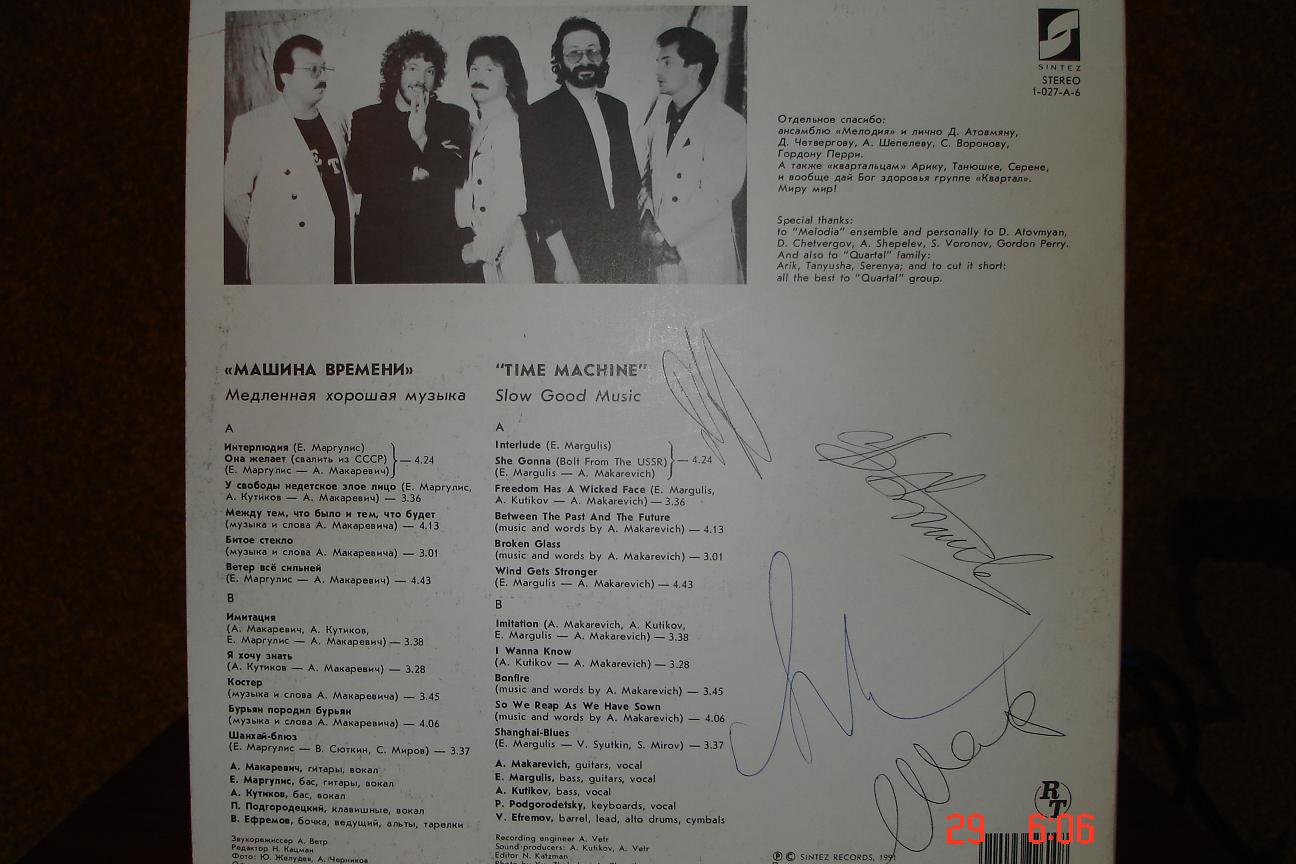 SINTEZ
STEREO
1-027-A-6
Отдельное спасибо:
ансамблю «Мелодия» и лично Д. Атовмяну,
Д. Четвергову, А. Шепелеву, С. Воронову,
Гордону Перри.
А также «квартальцам» Арику, Танюшке, Серене,
и вообще дай Бог здоровья группе «Квартал».
Миру мир!
Special thanks:
to "Melodia" ensemble and personally to D. Atovmyan,
D. Chetvergov, A. Shepelev, S. Voronov, Gordon Perry.
And also to "Quartal" family:
Arik, Tanyusha, Serenya; and to cut it short:
all the best to "Quartal" group.
«МАШИНА ВРЕМЕНИ»
Медленная хорошая музыка
A
Интерлюдия (Е. Маргулис)
Она желает (свалить из СССР) — 4.24
(Е. Маргулис — А. Макаревич)
У свободы недетское злое лицо (Е. Маргулис,
А. Кутиков — А. Макаревич) — 3.36
Между тем, что было и тем, что будет
(музыка и слова А. Макаревича) — 4.13
Битое стекло
(музыка и слова А. Макаревича) — 3.01
Ветер всё сильней
(Е. Маргулис — А. Макаревич) — 4.43
B
Имитация
(А. Макаревич, А. Кутиков,
Е. Маргулис — А. Макаревич) — 3.38
Я хочу знать
(А. Кутиков — А. Макаревич) — 3.28
Костер
(музыка и слова А. Макаревича) — 3.45
Бурьян породил бурьян
(музыка и слова А. Макаревича) — 4.06
Шанхай-блюз
(Е. Маргулис — В. Сюткин, С. Миров) — 3.37
А. Макаревич, гитары, вокал
Е. Маргулис, бас, гитары, вокал
А. Кутиков, бас, вокал
П. Подгородецкий, клавишные, вокал
В. Ефремов, бочка, ведущий, альты, тарелки
Звукорежиссер А. Ветр
Редактор Н. Кацман
Фото: Ю. Желудев, А. Черников
"TIME MACHINE"
Slow Good Music
A
Interlude (E. Margulis)
She Gonna (Bolt From The USSR) — 4.24
(E. Margulis — A. Makarevich)
Freedom Has A Wicked Face (E. Margulis,
A. Kutikov — A. Makarevich) — 3.36
Between The Past And The Future
(music and words by A. Makarevich) — 4.13
Broken Glass
(music and words by A. Makarevich) — 3.01
Wind Gets Stronger
(E. Margulis — A. Makarevich) — 4.43
B
Imitation (A. Makarevich, A. Kutikov,
E. Margulis — A. Makarevich) — 3.38
I Wanna Know
(A. Kutikov — A. Makarevich) — 3.28
Bonfire
(music and words by A. Makarevich) — 3.45
So We Reap As We Have Sown
(music and words by A. Makarevich) — 4.06
Shanghai-Blues
(E. Margulis — V. Syutkin, S. Mirov) — 3.37
A. Makarevich, guitars, vocal
E. Margulis, bass, guitars, vocal
A. Kutikov, bass, vocal
P. Podgorodetsky, keyboards, vocal
V. Efremov, barrel, lead, alto drums, cymbals
Recording engineer A. Vetr
Sound-producers: A. Kutikov, A. Vetr
Editor N. Katzman
RT
℗ © SINTEZ RECORDS, 1991
29 6:06